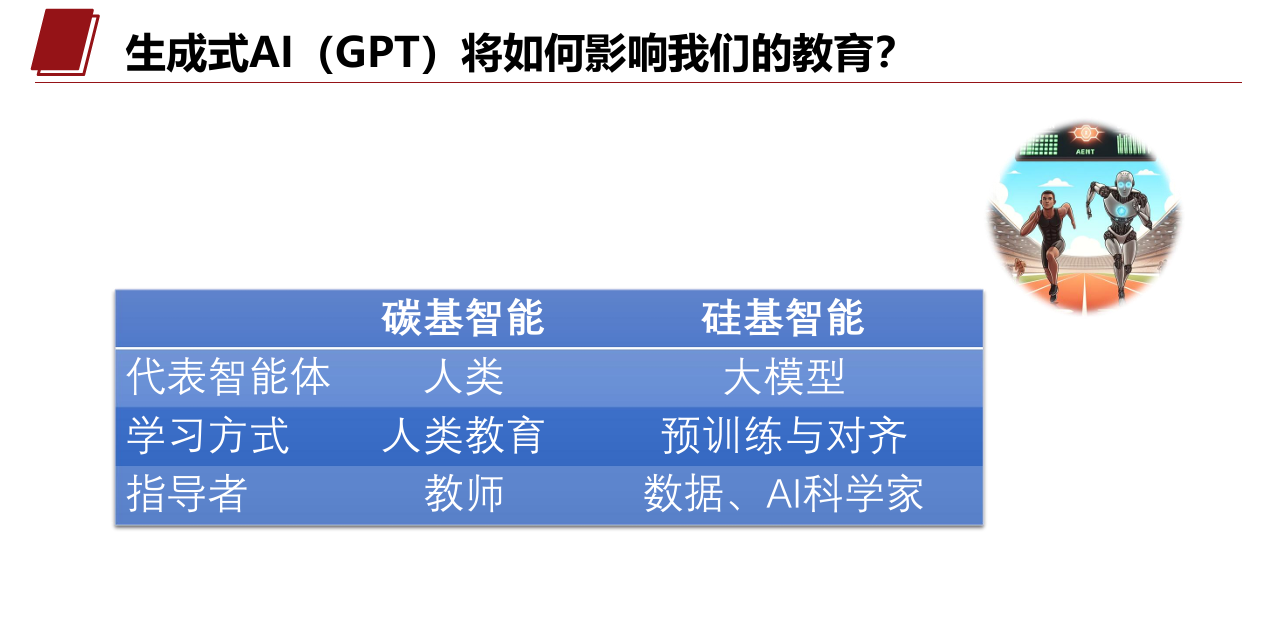 生成式AI（GPT）将如何影响我们的教育？
碳基智能 硅基智能
代表智能体 人类 大模型
学习方式 人类教育 预训练与对齐
指导者 教师 数据、AI科学家